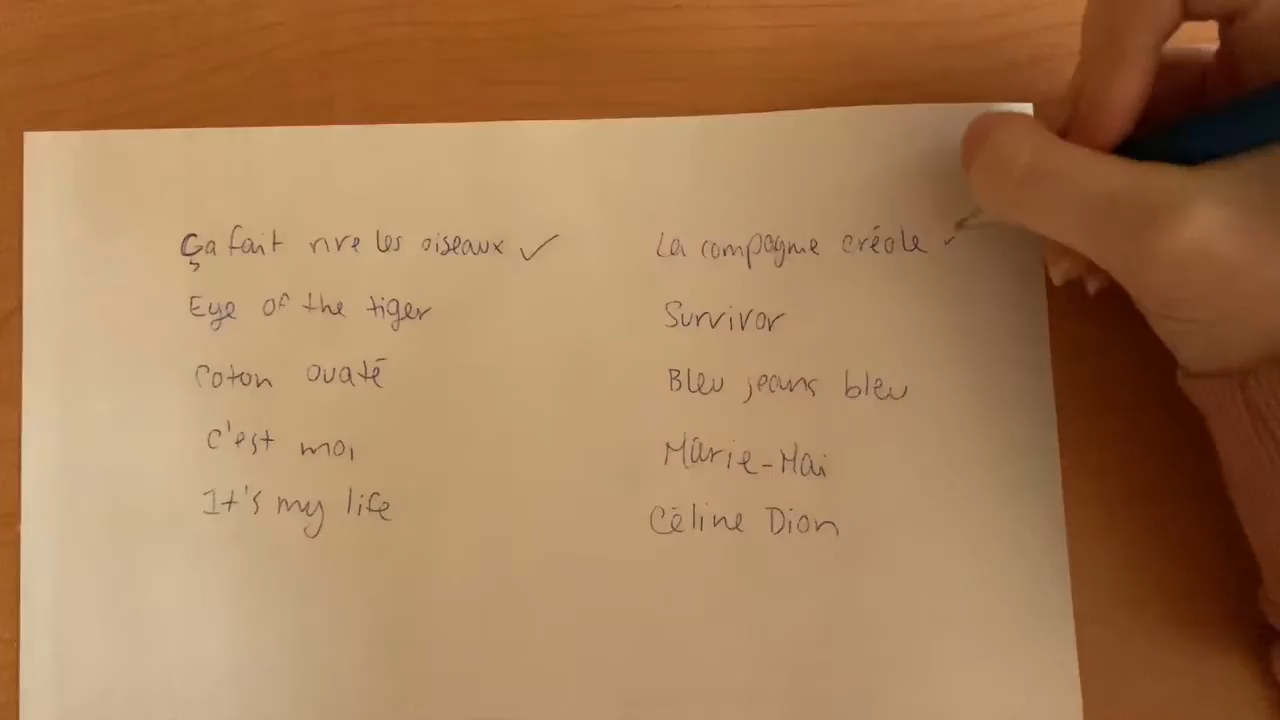 Ça fait rire les oiseaux ✓ La compagnie créole ✓
Eye of the tiger Survivor
Coton ouaté Bleu jeans bleu
C'est moi Marie-Mai
It's my life Céline Dion